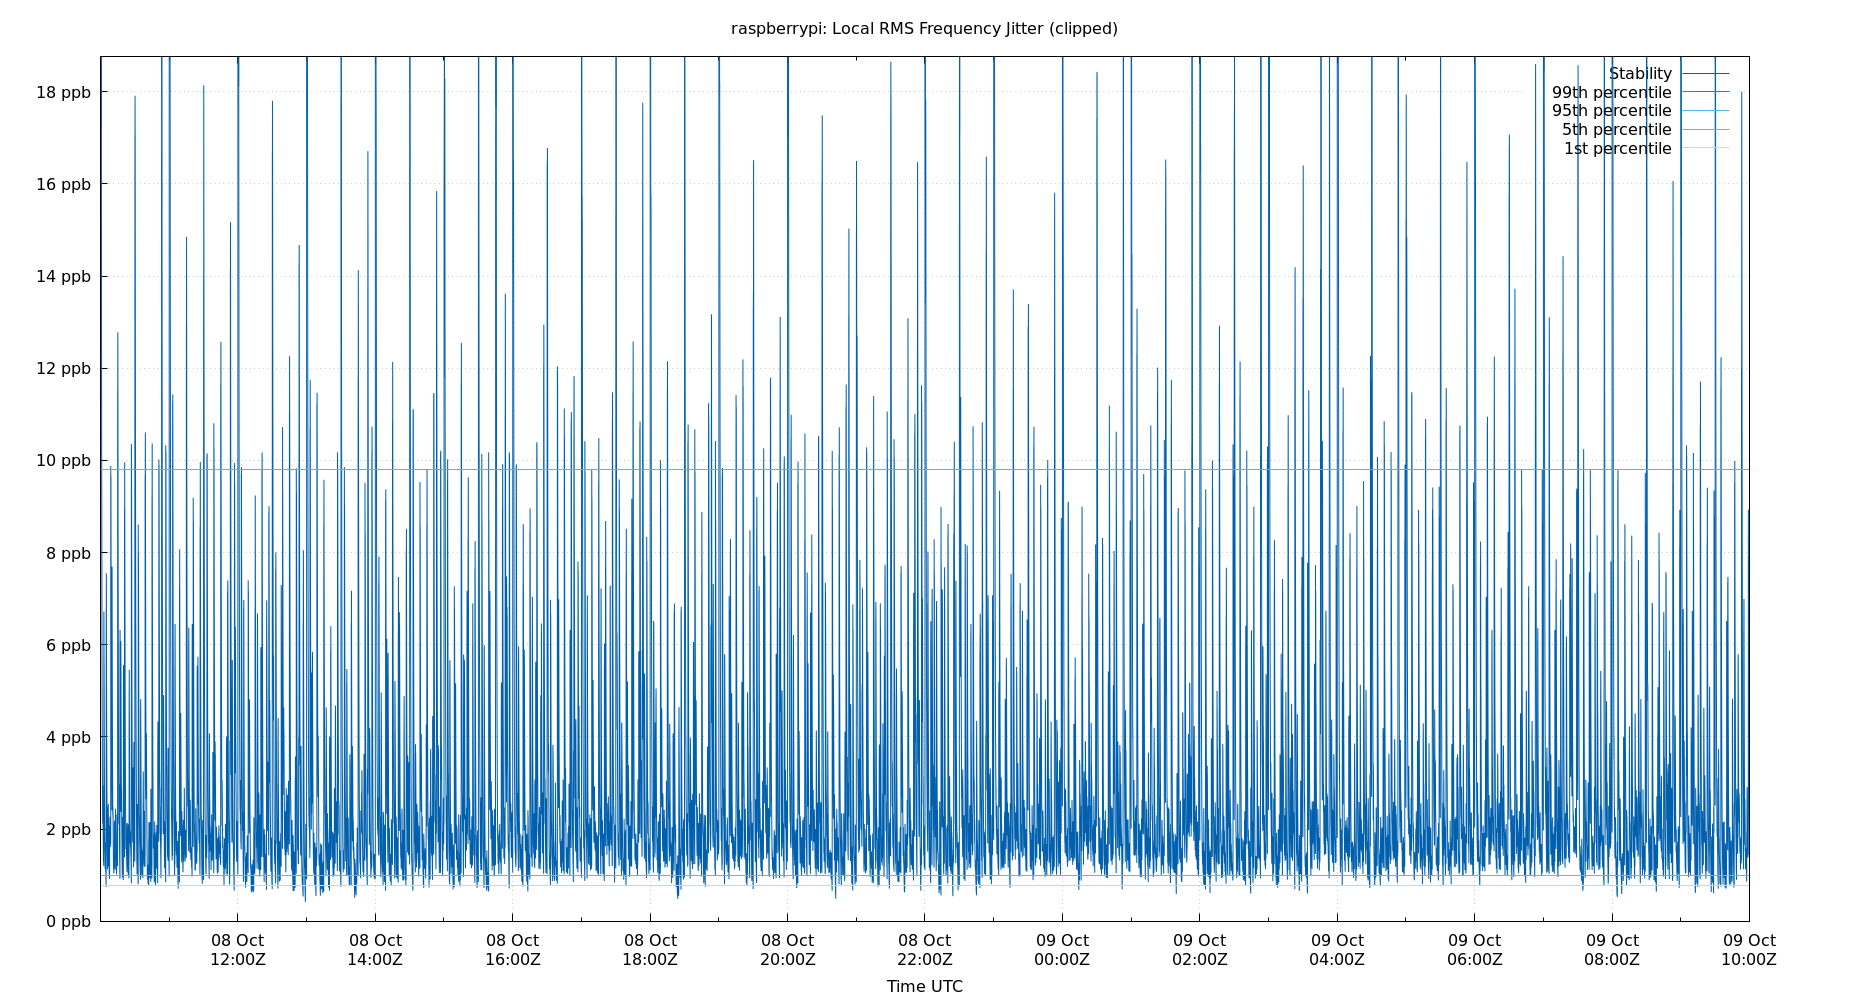 raspberrypi: Local RMS Frequency Jitter (clipped)
18 ppb
16 ppb
14 ppb
12 ppb
10 ppb
8 ppb
6 ppb
4 ppb
2 ppb
0 ppb
Stability
99th percentile
95th percentile
5th percentile
1st percentile
08 Oct 08 Oct 08 Oct 08 Oct 08 Oct 08 Oct 09 Oct 09 Oct 09 Oct 09 Oct 09 Oct 09 Oct
12:00Z 14:00Z 16:00Z 18:00Z 20:00Z 22:00Z 00:00Z 02:00Z 04:00Z 06:00Z 08:00Z 10:00Z
Time UTC